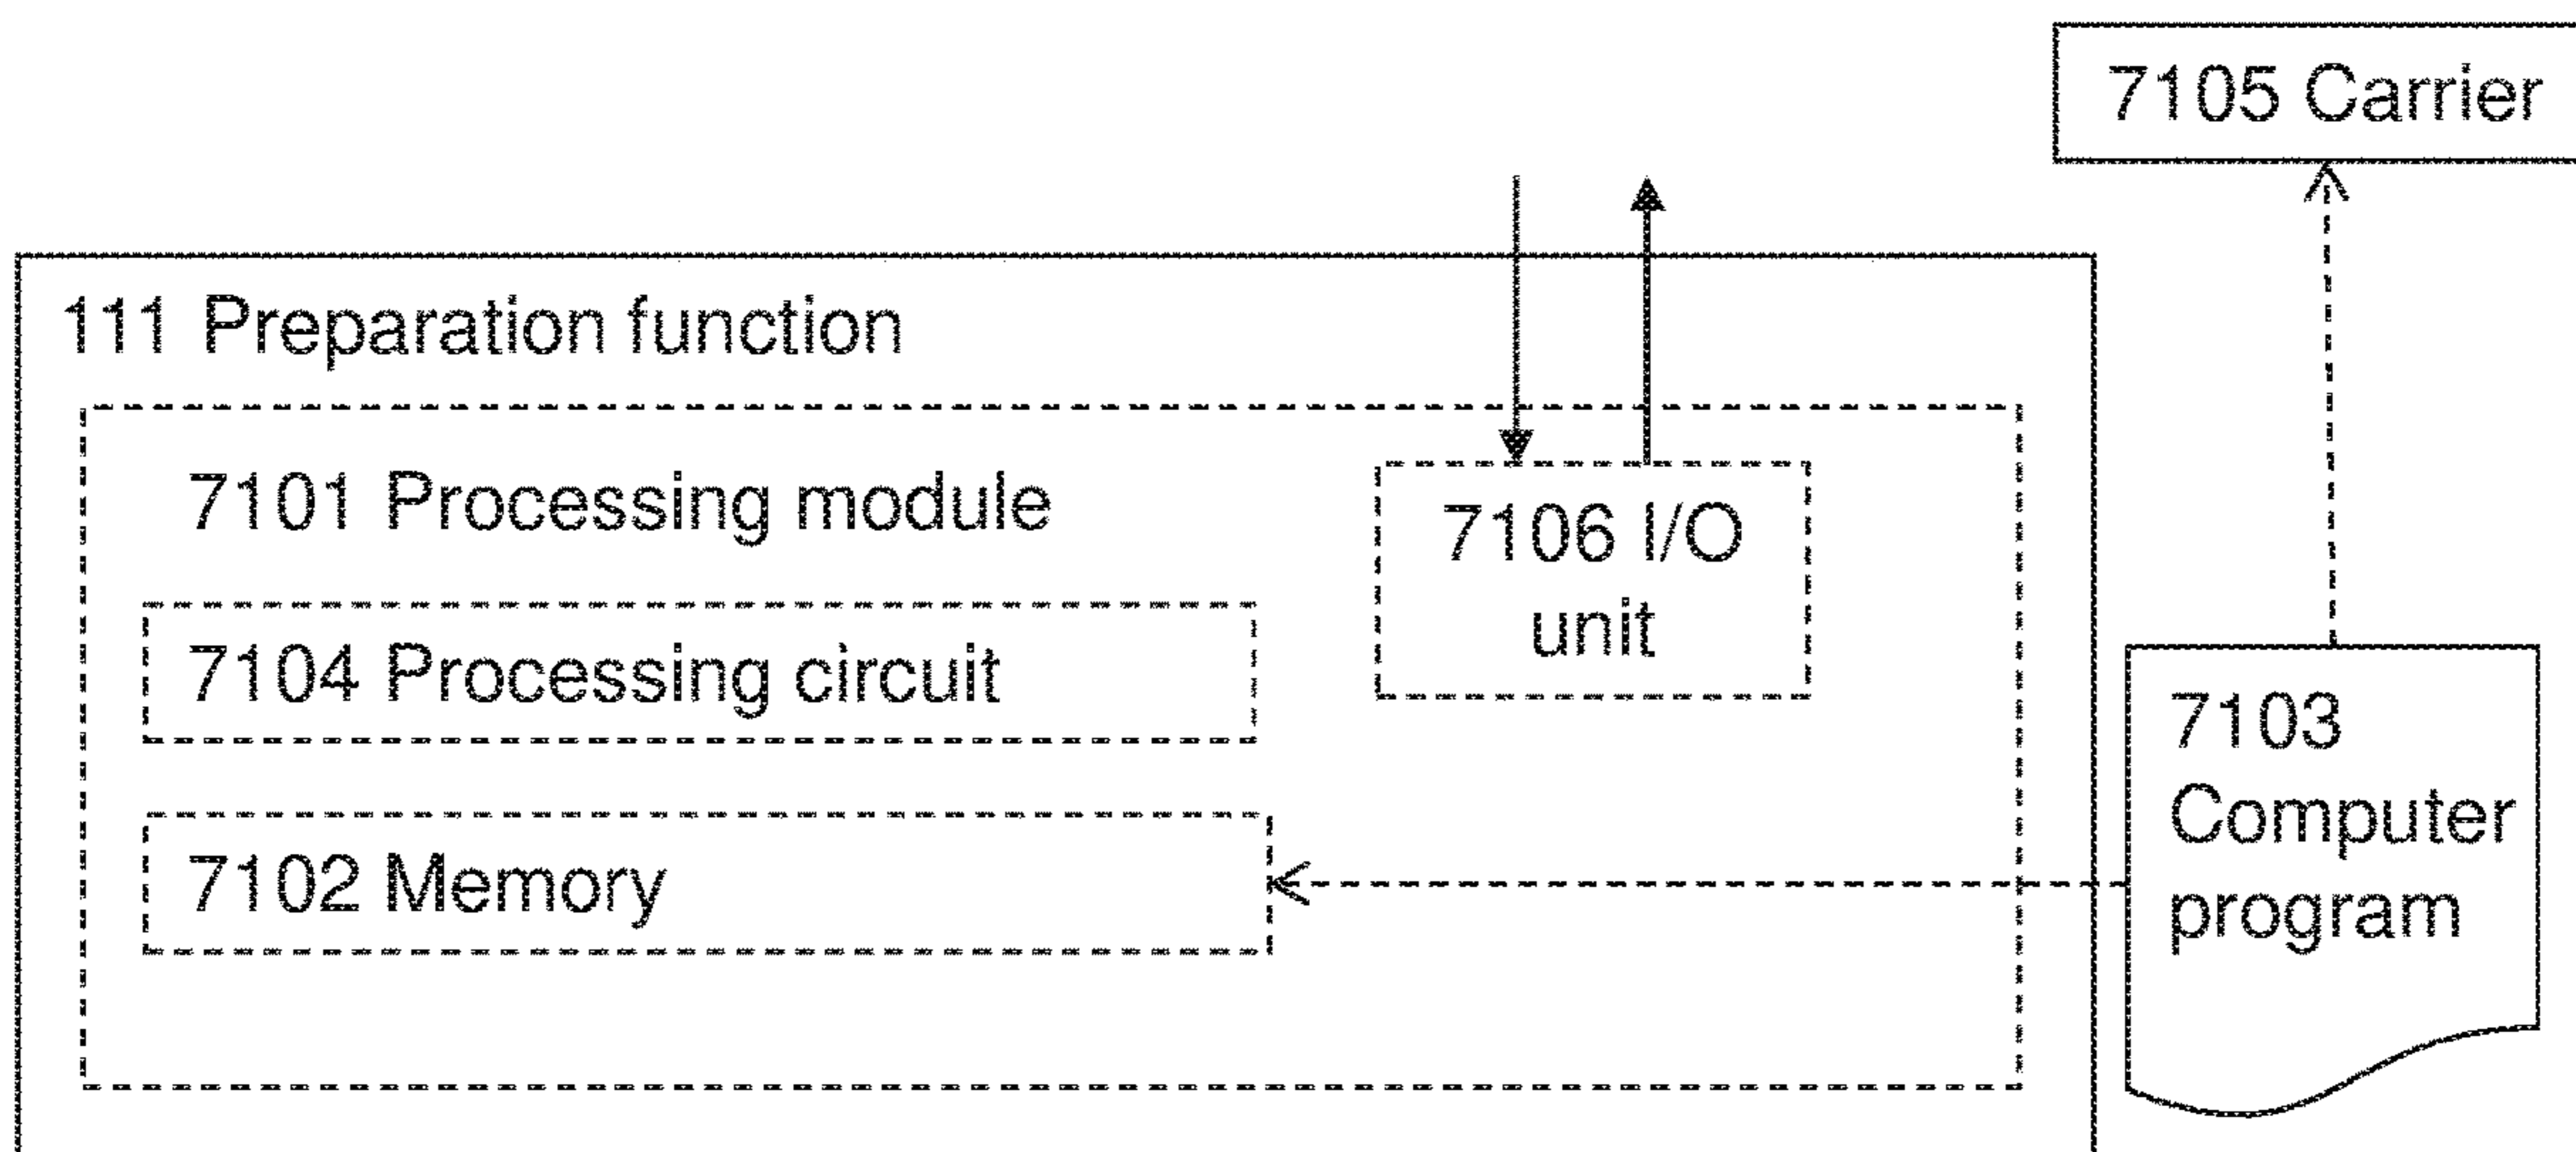 7105 Carrier
111 Preparation function
7101 Processing module
7106 I/O
unit
7104 Processing circuit
7103
Computer
program
7102 Memory